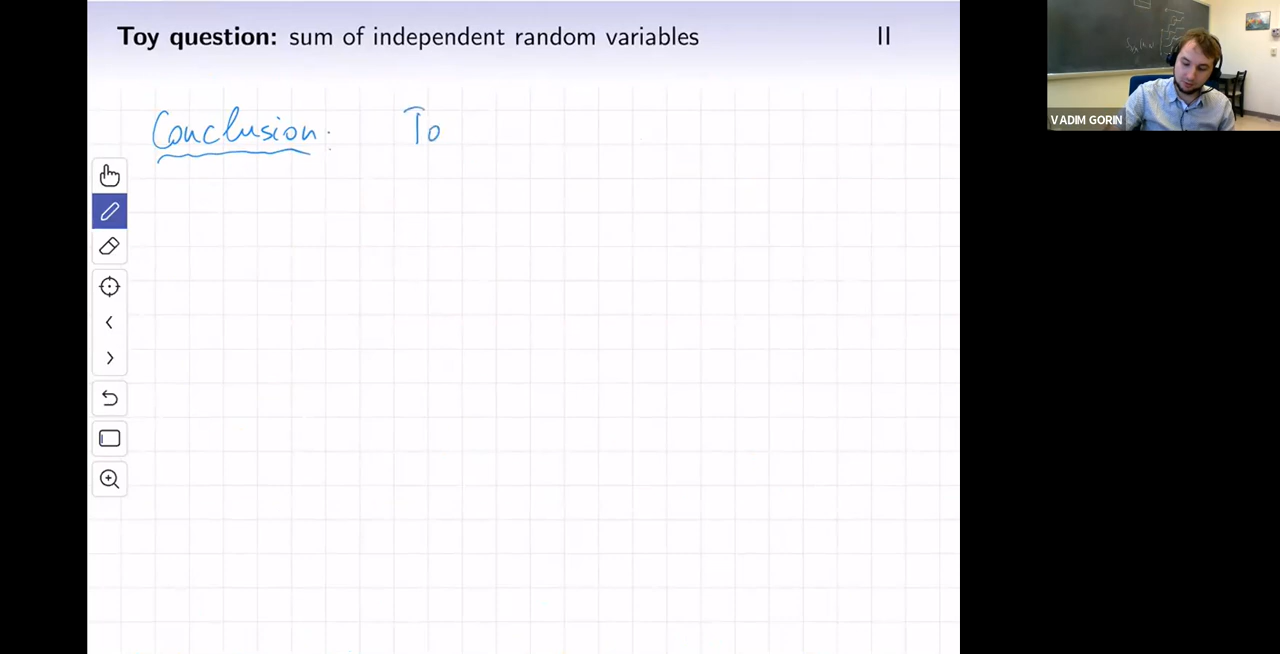 Toy question: sum of independent random variables II
Conclusion: To
VADIM GORIN